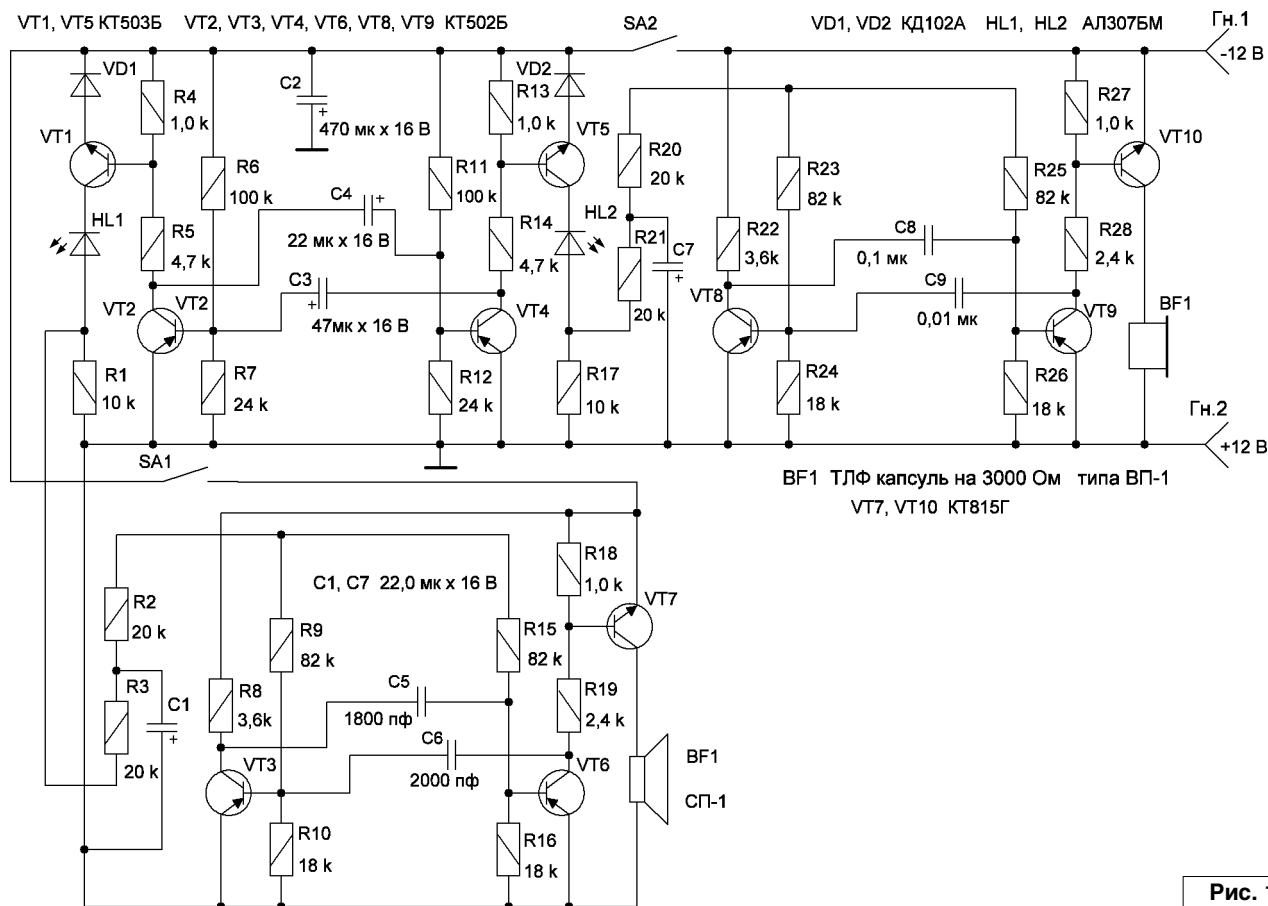 VT1, VT5 КТ503Б VT2, VT3, VT4, VT6, VT8, VT9 КТ502Б SA2 VD1, VD2 КД102А HL1, HL2 АЛ307БМ Гн.1
-12 В
VD1
R4
1,0 k
C2
470 мк x 16 В
R13
1,0 k
VD2
R27
1,0 k
VT1
R6
100 k
C4
22 мк x 16 В
R11
100 k
VT5
R20
20 k
R23
82 k
R25
82 k
VT10
HL1
R5
4,7 k
R14
4,7 k
HL2
R21
20 k
C7
R22
3,6k
C8
0,1 мк
R28
2,4 k
VT2
VT2
C3
47мк x 16 В
VT4
VT8
C9
0,01 мк
VT9
BF1
R1
10 k
R7
24 k
R12
24 k
R17
10 k
R24
18 k
R26
18 k
Гн.2
+12 В
SA1
BF1 ТЛФ капсуль на 3000 Ом типа ВП-1
VT7, VT10 КТ815Г
C1, C7 22,0 мк x 16 В
R18
1,0 k
R2
20 k
R9
82 k
R15
82 k
VT7
R3
20 k
C1
R8
3,6k
C5
1800 пф
R19
2,4 k
VT3
C6
2000 пф
VT6
BF1
СП-1
R10
18 k
R16
18 k